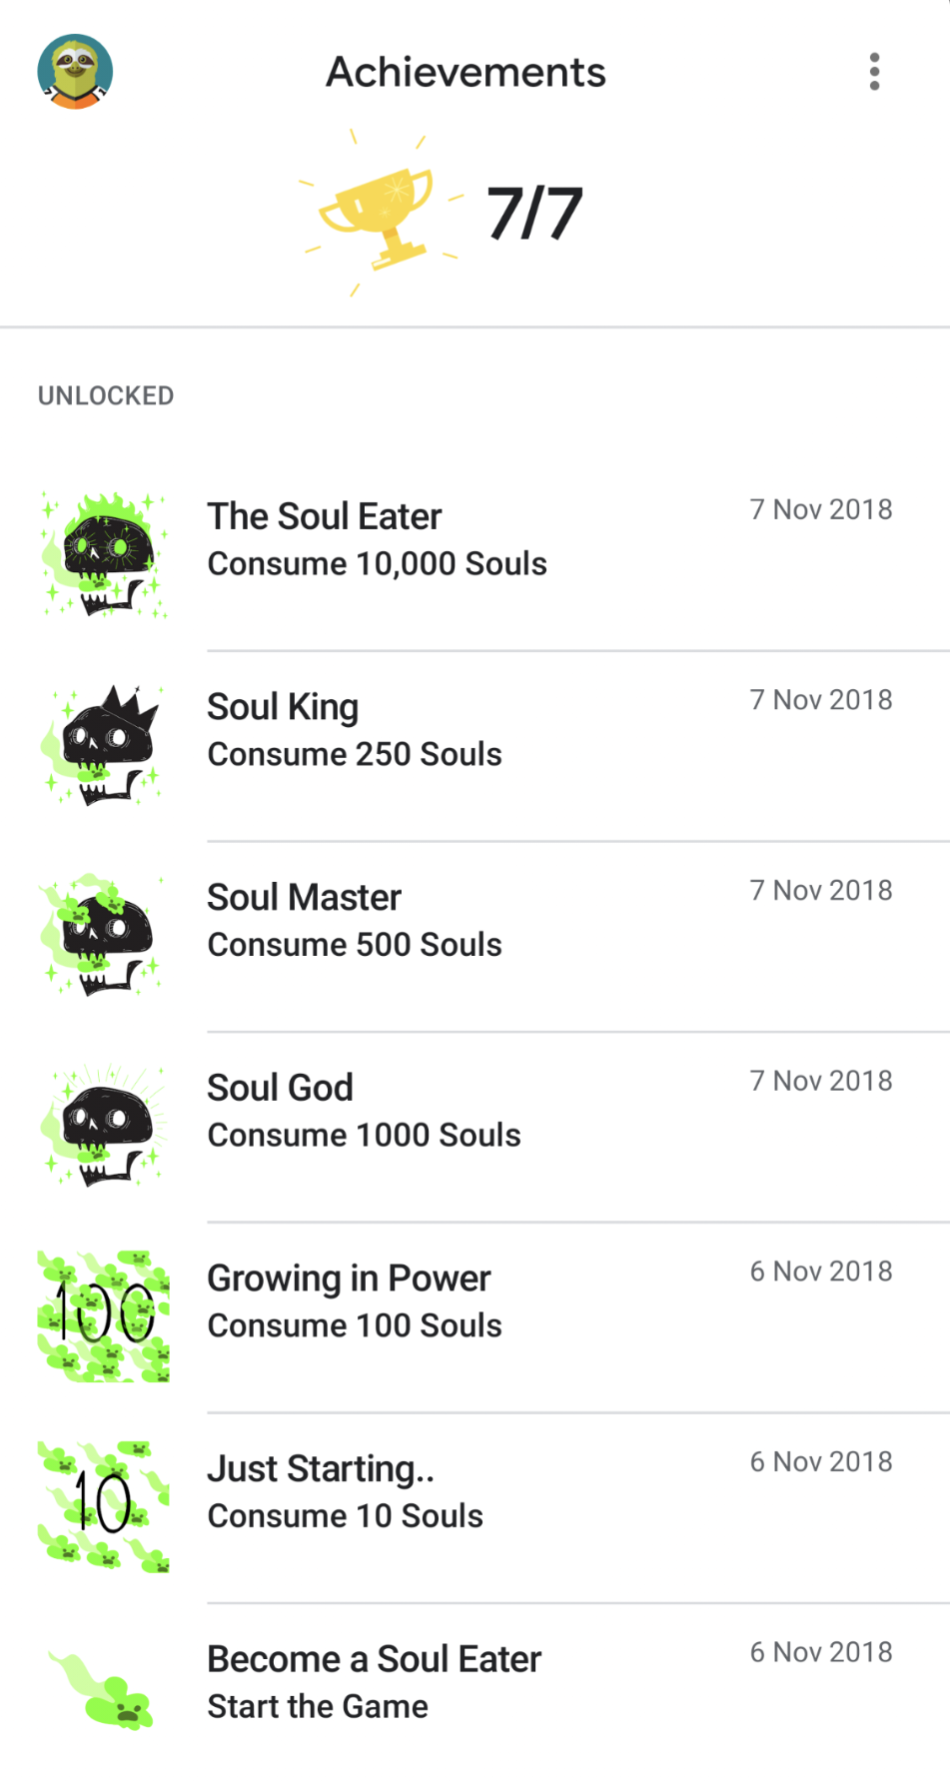 Achievements
7/7
UNLOCKED
The Soul Eater
7 Nov 2018
Consume 10,000 Souls
Soul King
7 Nov 2018
Consume 250 Souls
Soul Master
7 Nov 2018
Consume 500 Souls
Soul God
7 Nov 2018
Consume 1000 Souls
100
Growing in Power
6 Nov 2018
Consume 100 Souls
10
Just Starting..
6 Nov 2018
Consume 10 Souls
Become a Soul Eater
6 Nov 2018
Start the Game